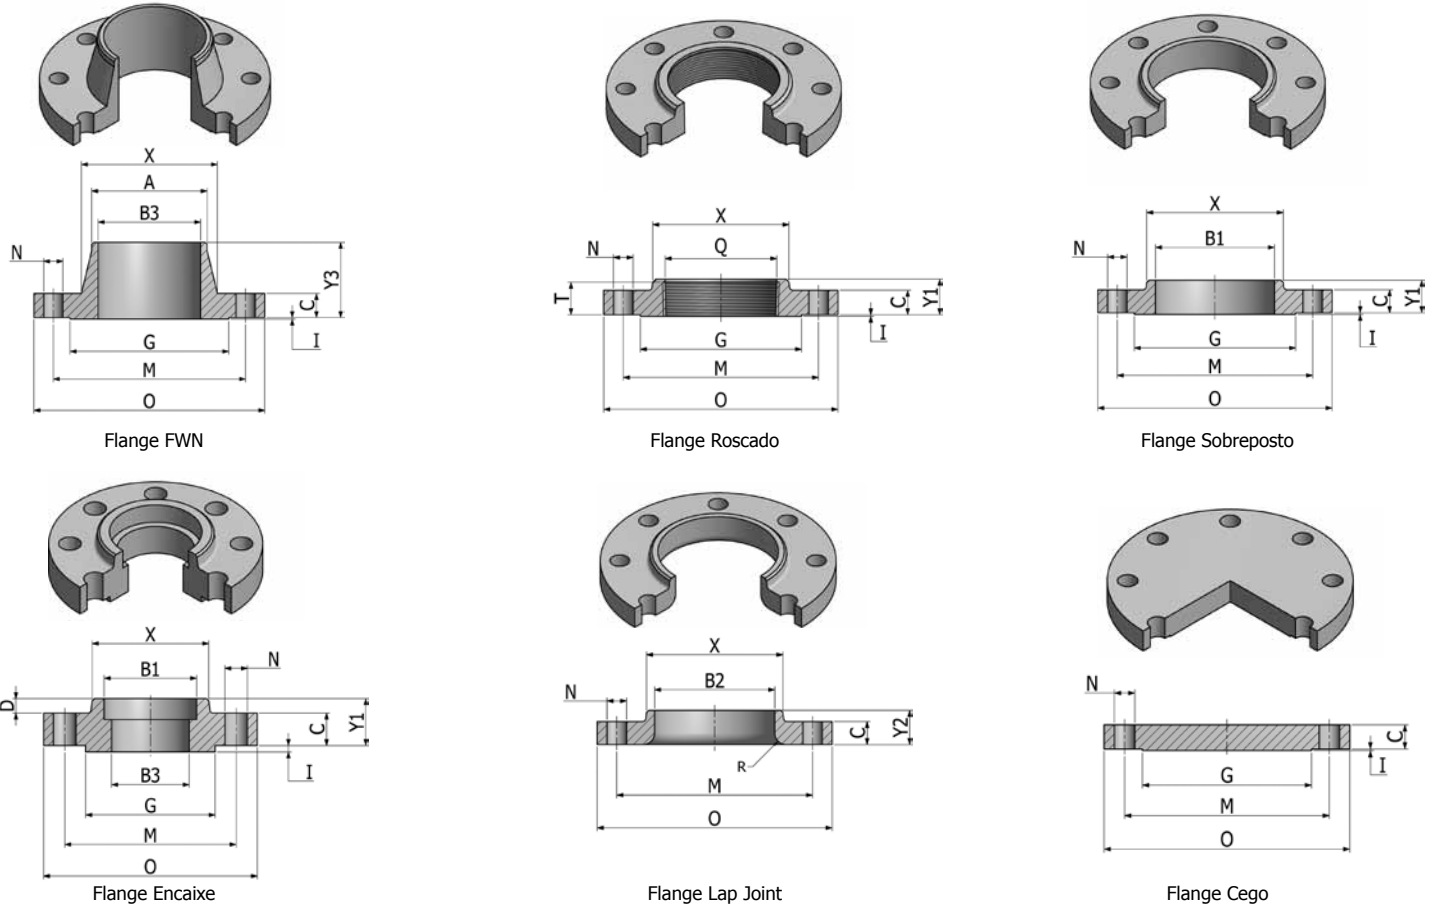 X
A
B3
N
Y3
C
I
G
M
O
Flange FWN
X
Q
N
T
C
Y1
I
G
M
O
Flange Roscado
X
B1
N
C
Y1
I
G
M
O
Flange Sobreposto
X
B1
N
D
C
Y1
I
B3
G
M
O
Flange Encaixe
X
B2
N
C
Y2
R
M
O
Flange Lap Joint
N
C
I
G
M
O
Flange Cego